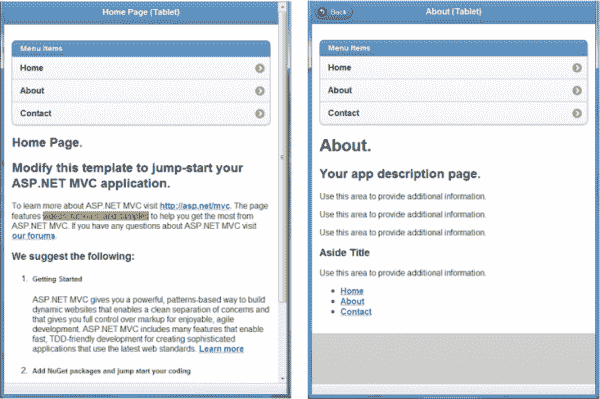 Home Page (Tablet)
Menu Items
Home
About
Contact
Home Page.
Modify this template to jump-start your
ASP.NET MVC application.
To learn more about ASP.NET MVC visit http://asp.net/mvc. The page
features videos, tutorials, and samples to help you get the most from
ASP.NET MVC. If you have any questions about ASP.NET MVC visit
our forums.
We suggest the following:
1. Getting Started
ASP.NET MVC gives you a powerful, patterns-based way to build
dynamic websites that enables a clean separation of concerns and
that gives you full control over markup for enjoyable, agile
development. ASP.NET MVC includes many features that enable
fast, TDD-friendly development for creating sophisticated
applications that use the latest web standards. Learn more
2. Add NuGet packages and jump start your coding
Back
About (Tablet)
Menu Items
Home
About
Contact
About.
Your app description page.
Use this area to provide additional information.
Use this area to provide additional information.
Use this area to provide additional information.
Aside Title
Use this area to provide additional information.
Home
About
Contact